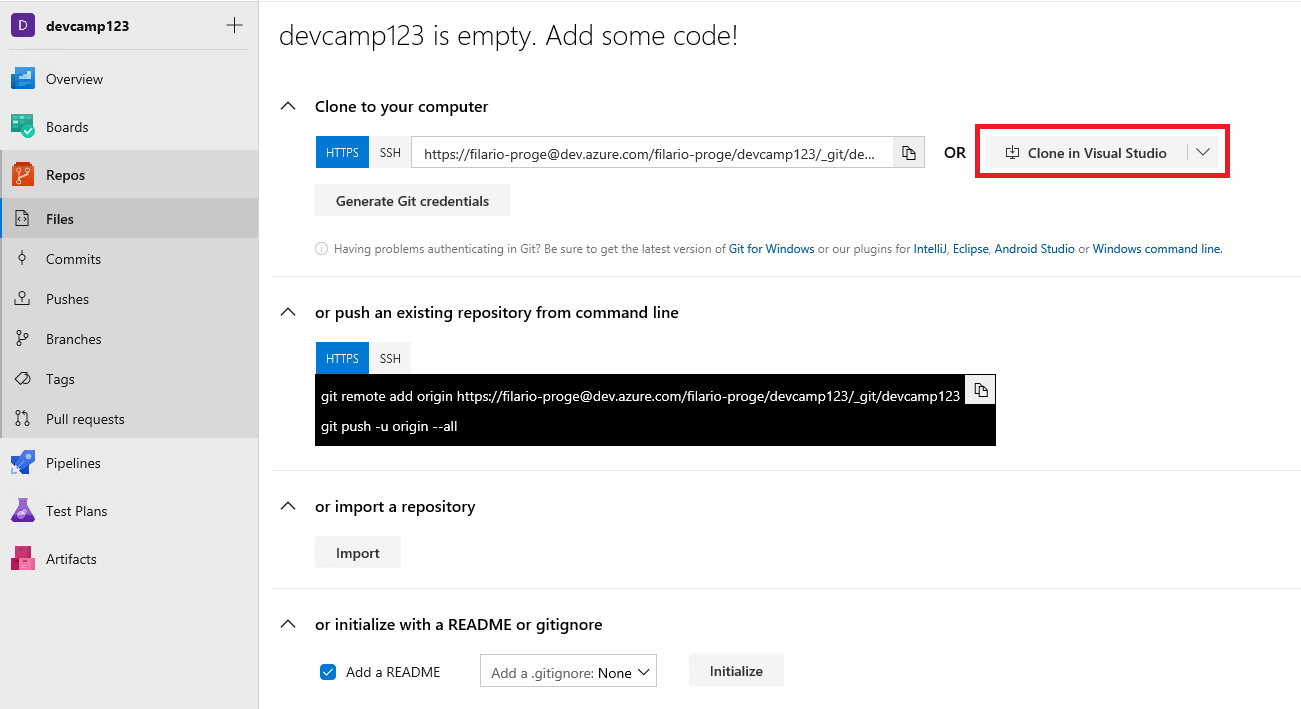 D devcamp123
Overview
Boards
Repos
Files
Commits
Pushes
Branches
Tags
Pull requests
Pipelines
Test Plans
Artifacts
devcamp123 is empty. Add some code!
Clone to your computer
HTTPS SSH https://filario-proge@dev.azure.com/filario-proge/devcamp123/_git/de... OR Clone in Visual Studio
Generate Git credentials
Having problems authenticating in Git? Be sure to get the latest version of Git for Windows or our plugins for IntelliJ, Eclipse, Android Studio or Windows command line.
or push an existing repository from command line
HTTPS SSH
git remote add origin https://filario-proge@dev.azure.com/filario-proge/devcamp123/_git/devcamp123
git push -u origin --all
or import a repository
Import
or initialize with a README or gitignore
Add a README Add a .gitignore: None Initialize